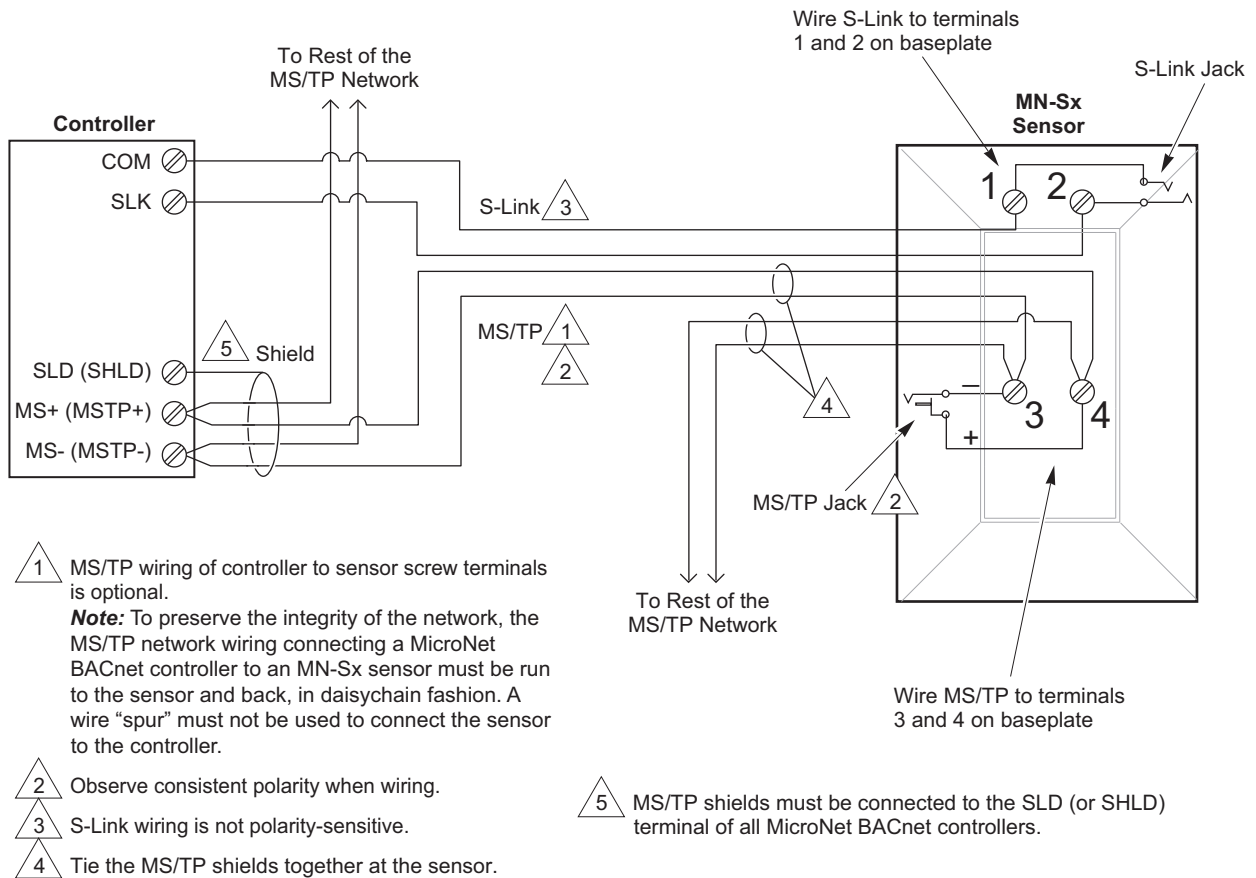 Wire S-Link to terminals
1 and 2 on baseplate
To Rest of the
MS/TP Network
S-Link Jack
MN-Sx
Sensor
Controller
COM
SLK
1
2
S-Link 3
MS/TP 1
2
5 Shield
SLD (SHLD)
MS+ (MSTP+)
MS- (MSTP-)
4
–
+
3
4
MS/TP Jack 2
To Rest of the
MS/TP Network
Wire MS/TP to terminals
3 and 4 on baseplate
1 MS/TP wiring of controller to sensor screw terminals
is optional.
Note: To preserve the integrity of the network, the
MS/TP network wiring connecting a MicroNet
BACnet controller to an MN-Sx sensor must be run
to the sensor and back, in daisychain fashion. A
wire “spur” must not be used to connect the sensor
to the controller.
2 Observe consistent polarity when wiring.
3 S-Link wiring is not polarity-sensitive.
4 Tie the MS/TP shields together at the sensor.
5 MS/TP shields must be connected to the SLD (or SHLD)
terminal of all MicroNet BACnet controllers.